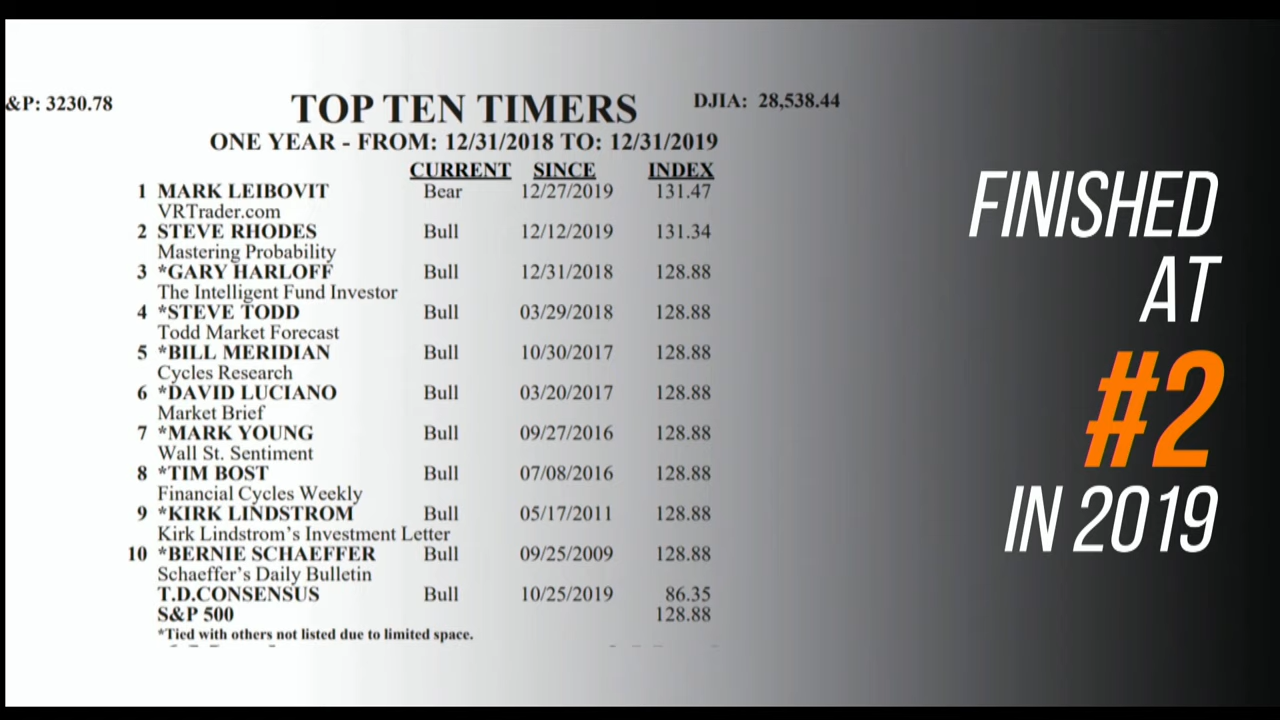 &P: 3230.78
TOP TEN TIMERS
DJIA: 28,538.44
ONE YEAR - FROM: 12/31/2018 TO: 12/31/2019
CURRENT SINCE INDEX
1 MARK LEIBOVIT Bear 12/27/2019 131.47
VRTrader.com
2 STEVE RHODES Bull 12/12/2019 131.34
Mastering Probability
3 *GARY HARLOFF Bull 12/31/2018 128.88
The Intelligent Fund Investor
4 *STEVE TODD Bull 03/29/2018 128.88
Todd Market Forecast
5 *BILL MERIDIAN Bull 10/30/2017 128.88
Cycles Research
6 *DAVID LUCIANO Bull 03/20/2017 128.88
Market Brief
7 *MARK YOUNG Bull 09/27/2016 128.88
Wall St. Sentiment
8 *TIM BOST Bull 07/08/2016 128.88
Financial Cycles Weekly
9 *KIRK LINDSTROM Bull 05/17/2011 128.88
Kirk Lindstrom's Investment Letter
10 *BERNIE SCHAEFFER Bull 09/25/2009 128.88
Schaeffer's Daily Bulletin
T.D.CONSENSUS Bull 10/25/2019 86.35
S&P 500 128.88
*Tied with others not listed due to limited space.
FINISHED
AT
#2
IN 2019